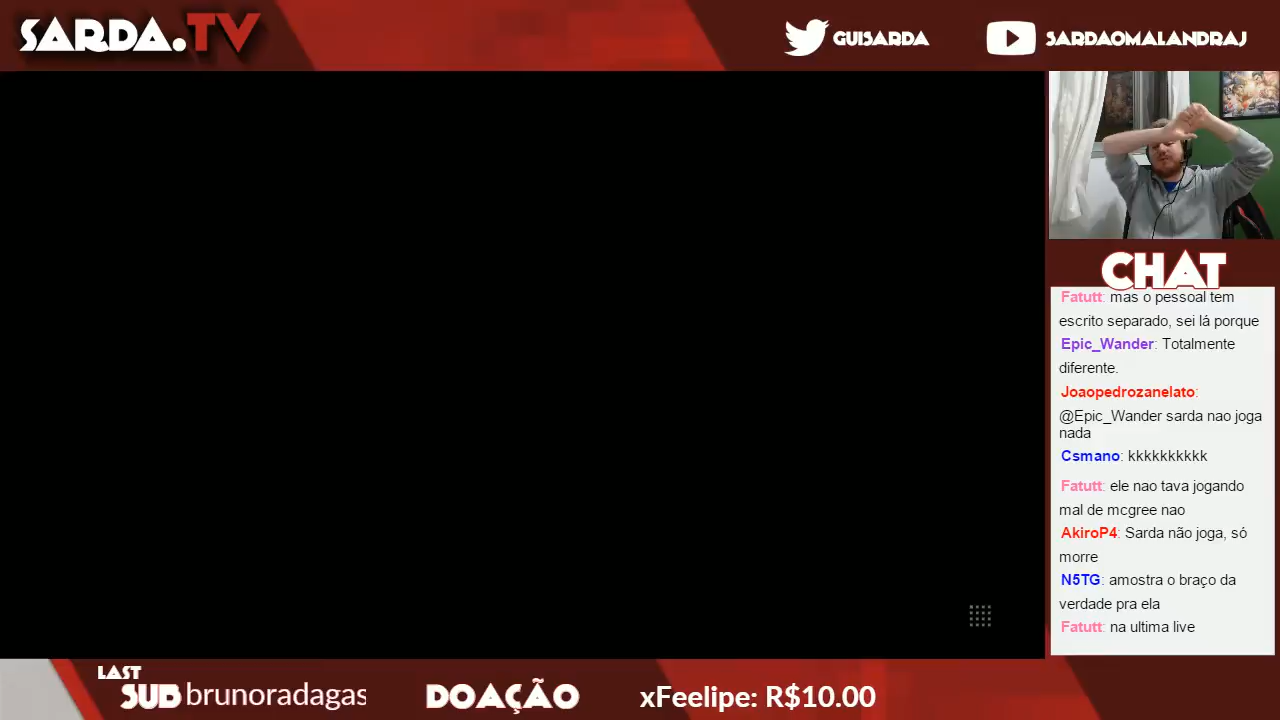 SARDA.TV
GUISARDA
SARDAOMALANDRAJ
CHAT
Fatutt: mas o pessoal tem
escrito separado, sei lá porque
Epic_Wander: Totalmente
diferente.
Joaopedrozanelato:
@Epic_Wander sarda nao joga
nada
Csmano: kkkkkkkkkk
Fatutt: ele nao tava jogando
mal de mcgree nao
AkiroP4: Sarda não joga, só
morre
N5TG: amostra o braço da
verdade pra ela
Fatutt: na ultima live
LAST
SUB brunoradagas
DOAÇÃO
xFeelipe: R$10.00